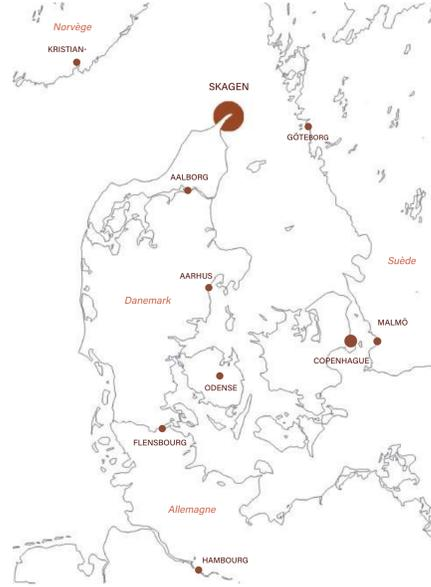 Norvège
KRISTIAN-
SKAGEN
GÖTEBORG
AALBORG
Suède
AARHUS
Danemark
MALMÖ
COPENHAGUE
ODENSE
FLENSBOURG
Allemagne
HAMBOURG